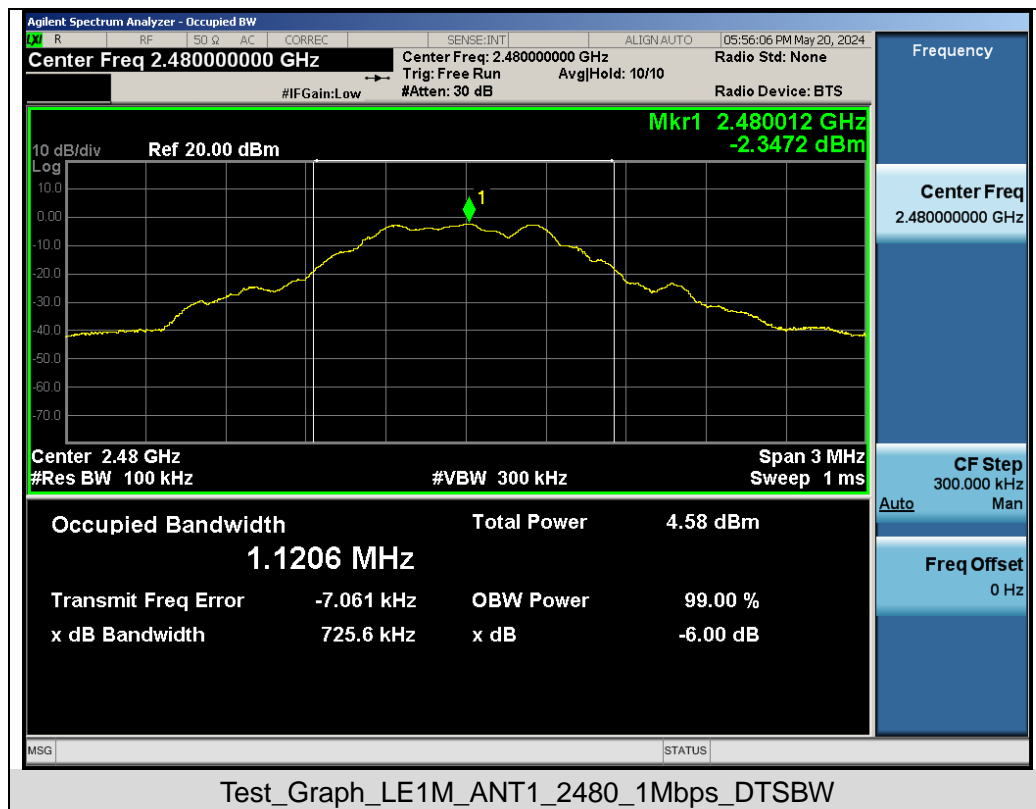 Agilent Spectrum Analyzer - Occupied BW
LXI R RF 50 Ω AC CORREC SENSE:INT ALIGN AUTO 05:56:06 PM May 20, 2024
Center Freq 2.480000000 GHz
Center Freq: 2.480000000 GHz
Radio Std: None
Trig: Free Run Avg|Hold: 10/10
#IFGain:Low
#Atten: 30 dB
Radio Device: BTS
Mkr1 2.480012 GHz
-2.3472 dBm
10 dB/div Ref 20.00 dBm
Log
10.0
0.00
-10.0
-20.0
-30.0
-40.0
-50.0
-60.0
-70.0
1
Center 2.48 GHz Span 3 MHz
#Res BW 100 kHz #VBW 300 kHz Sweep 1 ms
Occupied Bandwidth Total Power 4.58 dBm
1.1206 MHz
Transmit Freq Error -7.061 kHz OBW Power 99.00 %
x dB Bandwidth 725.6 kHz x dB -6.00 dB
Frequency
Center Freq
2.480000000 GHz
CF Step
300.000 kHz
Auto Man
Freq Offset
0 Hz
MSG STATUS
Test_Graph_LE1M_ANT1_2480_1Mbps_DTSBW